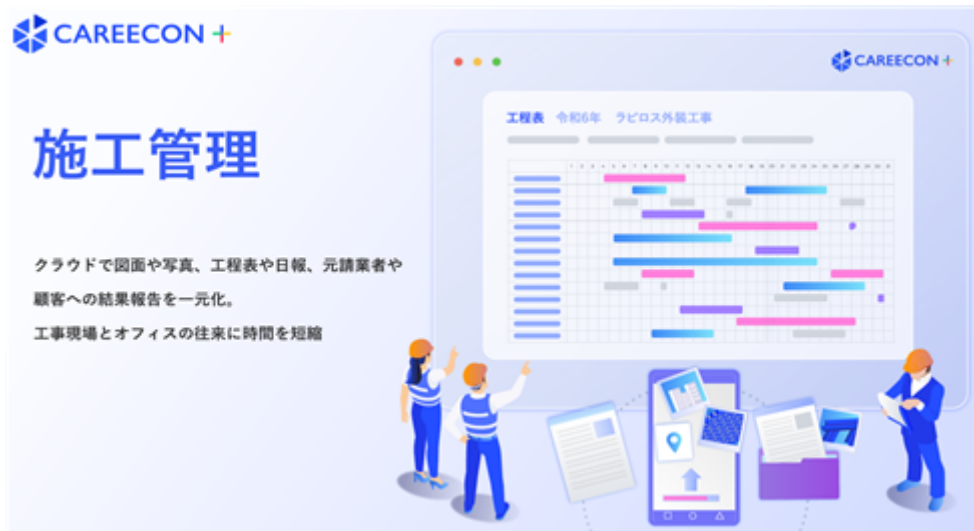 CAREECON +
施工管理
クラウドで図面や写真、工程表や日報、元請業者や
顧客への結果報告を一元化。
工事現場とオフィスの往来に時間を短縮
CAREECON +
工程表 令和6年 ラピロス外装工事